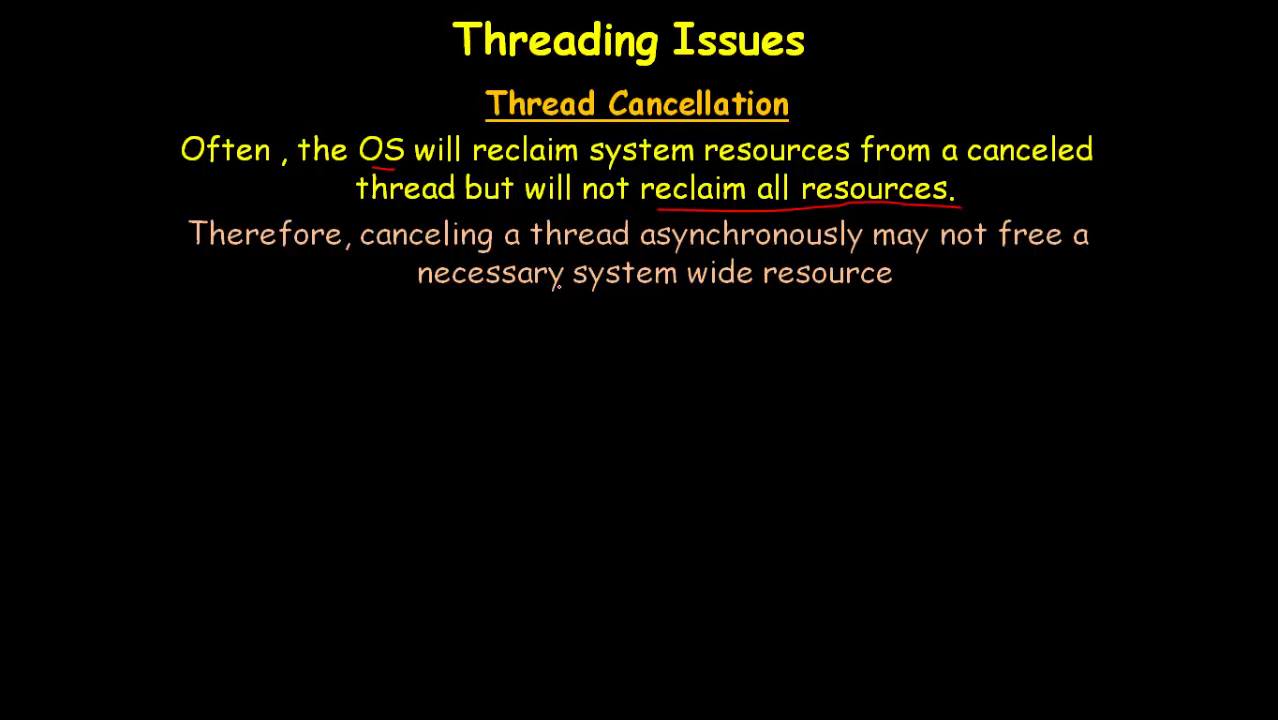 Threading Issues
Thread Cancellation
Often , the OS will reclaim system resources from a canceled
thread but will not reclaim all resources.
Therefore, canceling a thread asynchronously may not free a
necessary system wide resource